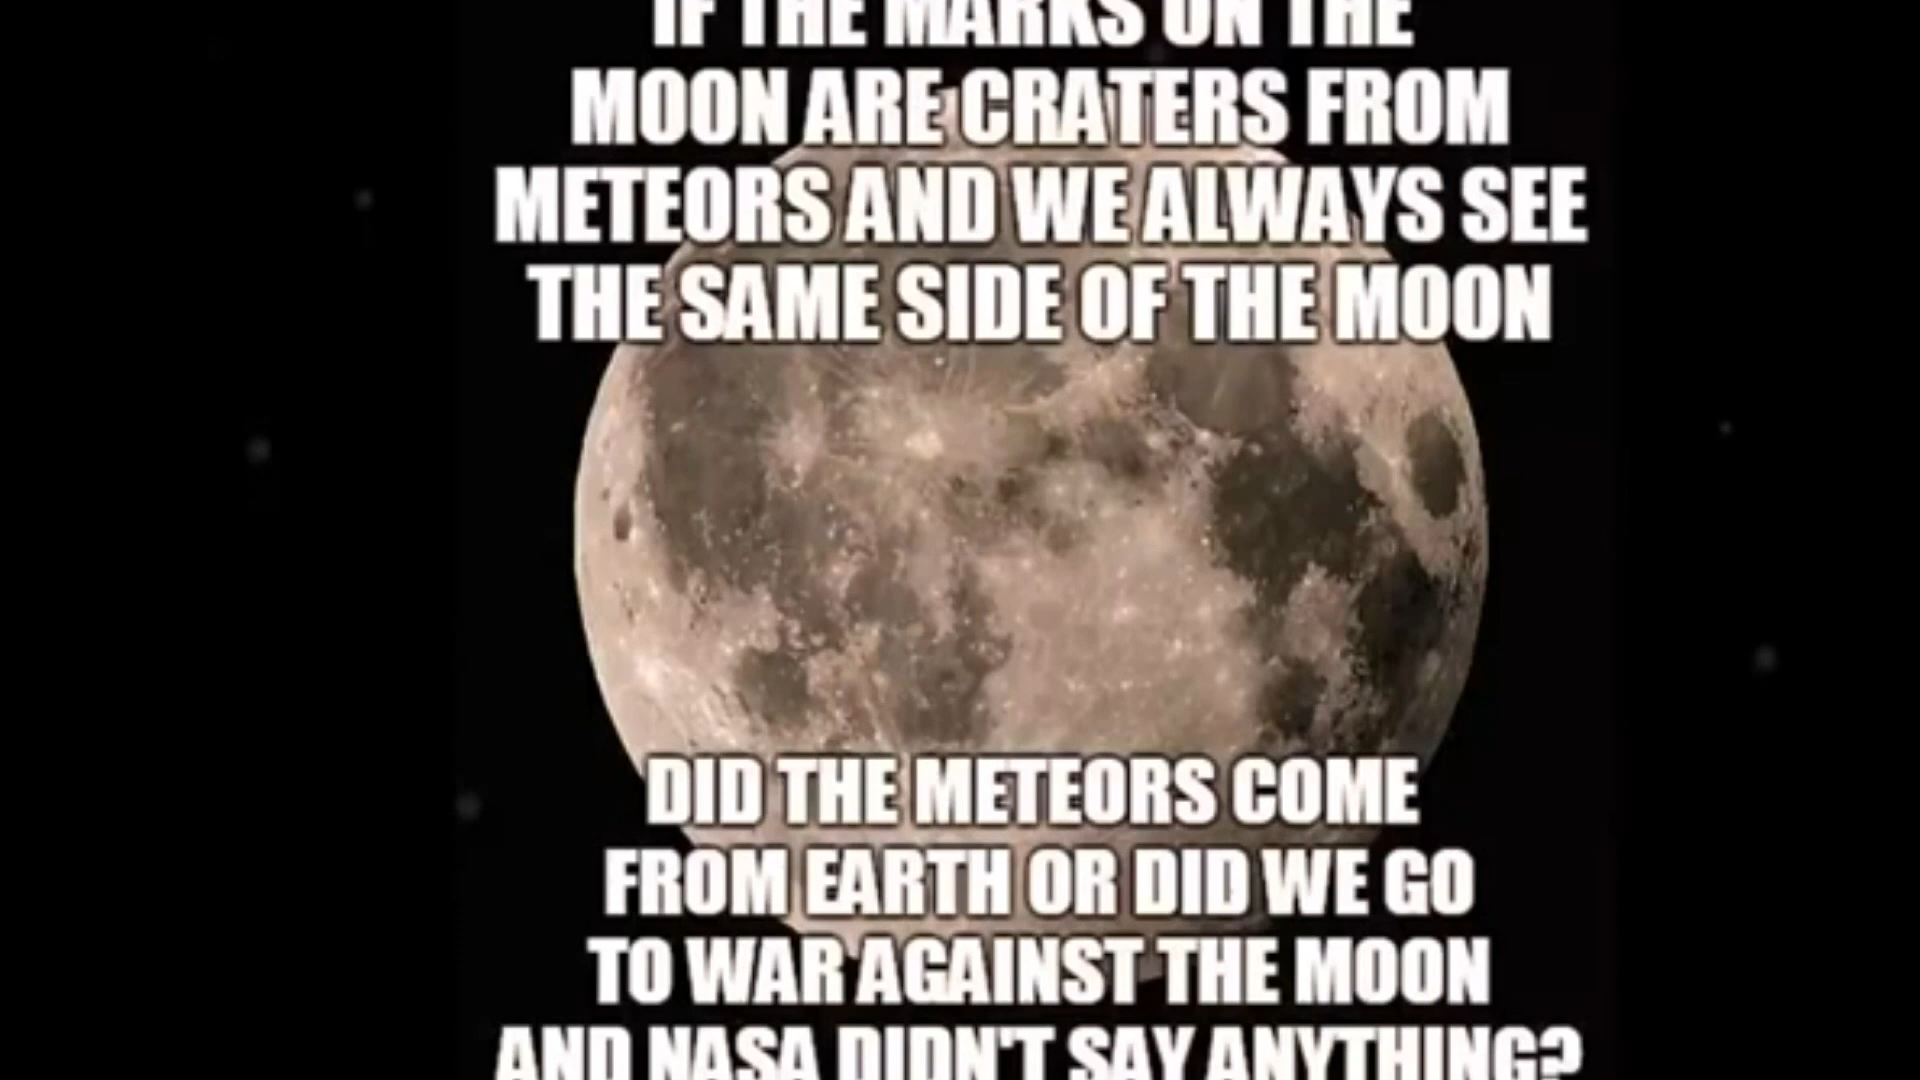 IF THE MARKS ON THE
MOON ARE CRATERS FROM
METEORS AND WE ALWAYS SEE
THE SAME SIDE OF THE MOON
DID THE METEORS COME
FROM EARTH OR DID WE GO
TO WAR AGAINST THE MOON
AND NASA DIDN'T SAY ANYTHING?